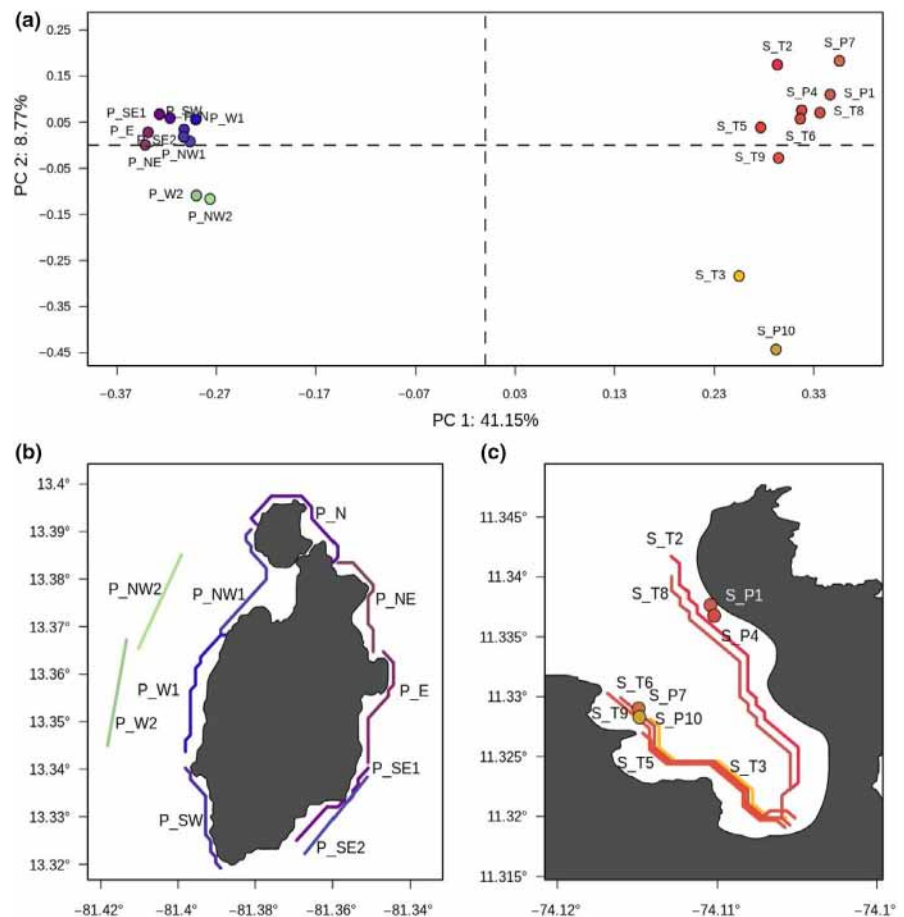 (a)
0.25
0.15
0.05
−0.05
−0.15
−0.25
−0.35
−0.45
PC 2: 8.77%
S_T2
S_P7
S_P4
S_P1
S_T8
S_T5
S_T6
S_T9
S_T3
S_P10
P_SE1
P_SW
P_N
P_W1
P_E
P_SE2
P_NE
P_NW1
P_W2
P_NW2
−0.37
−0.27
−0.17
−0.07
0.03
0.13
0.23
0.33
PC 1: 41.15%
(b)
13.4°
13.39°
13.38°
13.37°
13.36°
13.35°
13.34°
13.33°
13.32°
P_N
P_NW2
P_NW1
P_NE
P_W1
P_E
P_W2
P_SE1
P_SW
P_SE2
−81.42
−81.4
−81.38
−81.36
−81.34
(c)
11.345°
11.34°
11.335°
11.33°
11.325°
11.32°
11.315°
S_T2
S_T8
S_P1
S_P4
S_T6
S_P7
S_T9
S_P10
S_T5
S_T3
−74.12
−74.11
−74.1°